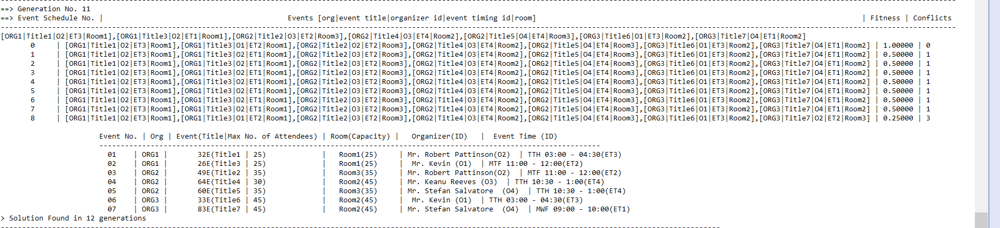 ==> Generation No. 11
==> Event Schedule No. | Events [org|event title|organizer id|event timing id|room] | Fitness | Conflicts
[ORG1|Title1|O2|ET3|Room1],[ORG1|Title3|O2|ET1|Room1],[ORG2|Title2|O3|ET2|Room3],[ORG2|Title4|O3|ET4|Room2],[ORG2|Title5|O4|ET4|Room3],[ORG3|Title6|O1|ET3|Room2],[ORG3|Title7|O4|ET1|Room2]
0 | [ORG1|Title1|O2|ET3|Room1],[ORG1|Title3|O1|ET2|Room1],[ORG2|Title2|O2|ET2|Room3],[ORG2|Title4|O3|ET4|Room2],[ORG2|Title5|O4|ET4|Room3],[ORG3|Title6|O1|ET3|Room2],[ORG3|Title7|O4|ET1|Room2] | 1.00000 | 0
1 | [ORG1|Title1|O2|ET3|Room1],[ORG1|Title3|O2|ET1|Room1],[ORG2|Title2|O3|ET2|Room3],[ORG2|Title4|O3|ET4|Room2],[ORG2|Title5|O4|ET4|Room3],[ORG3|Title6|O1|ET3|Room2],[ORG3|Title7|O4|ET1|Room2] | 0.50000 | 1
2 | [ORG1|Title1|O2|ET3|Room1],[ORG1|Title3|O2|ET1|Room1],[ORG2|Title2|O3|ET2|Room3],[ORG2|Title4|O3|ET4|Room2],[ORG2|Title5|O4|ET4|Room3],[ORG3|Title6|O1|ET3|Room2],[ORG3|Title7|O4|ET1|Room2] | 0.50000 | 1
3 | [ORG1|Title1|O2|ET3|Room1],[ORG1|Title3|O2|ET1|Room1],[ORG2|Title2|O3|ET2|Room3],[ORG2|Title4|O3|ET4|Room2],[ORG2|Title5|O4|ET4|Room3],[ORG3|Title6|O1|ET3|Room2],[ORG3|Title7|O4|ET1|Room2] | 0.50000 | 1
4 | [ORG1|Title1|O2|ET3|Room1],[ORG1|Title3|O2|ET1|Room1],[ORG2|Title2|O3|ET2|Room3],[ORG2|Title4|O3|ET4|Room2],[ORG2|Title5|O4|ET4|Room3],[ORG3|Title6|O1|ET3|Room2],[ORG3|Title7|O4|ET1|Room2] | 0.50000 | 1
5 | [ORG1|Title1|O2|ET3|Room1],[ORG1|Title3|O2|ET1|Room1],[ORG2|Title2|O3|ET2|Room3],[ORG2|Title4|O3|ET4|Room2],[ORG2|Title5|O4|ET4|Room3],[ORG3|Title6|O1|ET3|Room2],[ORG3|Title7|O4|ET1|Room2] | 0.50000 | 1
6 | [ORG1|Title1|O2|ET3|Room1],[ORG1|Title3|O2|ET1|Room1],[ORG2|Title2|O3|ET2|Room3],[ORG2|Title4|O3|ET4|Room2],[ORG2|Title5|O4|ET4|Room3],[ORG3|Title6|O1|ET3|Room2],[ORG3|Title7|O4|ET1|Room2] | 0.50000 | 1
7 | [ORG1|Title1|O2|ET3|Room1],[ORG1|Title3|O2|ET1|Room1],[ORG2|Title2|O3|ET2|Room3],[ORG2|Title4|O3|ET4|Room2],[ORG2|Title5|O4|ET4|Room3],[ORG3|Title6|O1|ET3|Room2],[ORG3|Title7|O4|ET1|Room2] | 0.50000 | 1
8 | [ORG1|Title1|O2|ET3|Room1],[ORG1|Title3|O1|ET2|Room1],[ORG2|Title2|O3|ET2|Room3],[ORG2|Title4|O3|ET4|Room2],[ORG2|Title5|O4|ET4|Room3],[ORG3|Title6|O1|ET3|Room2],[ORG3|Title7|O2|ET2|Room3] | 0.25000 | 3
Event No. | Org | Event(Title|Max No. of Attendees) | Room(Capacity) | Organizer(ID) | Event Time (ID)
01 | ORG1 | 32E(Title1 | 25) | Room1(25) | Mr. Robert Pattinson(O2) | TTH 03:00 - 04:30(ET3)
02 | ORG1 | 26E(Title3 | 25) | Room1(25) | Mr. Kevin (O1) | MTF 11:00 - 12:00(ET2)
03 | ORG2 | 49E(Title2 | 35) | Room3(35) | Mr. Robert Pattinson(O2) | MTF 11:00 - 12:00(ET2)
04 | ORG2 | 64E(Title4 | 30) | Room2(45) | Mr. Keanu Reeves (O3) | TTH 10:30 - 1:00(ET4)
05 | ORG2 | 60E(Title5 | 35) | Room3(35) | Mr. Stefan Salvatore (O4) | TTH 10:30 - 1:00(ET4)
06 | ORG3 | 33E(Title6 | 45) | Room2(45) | Mr. Kevin (O1) | TTH 03:00 - 04:30(ET3)
07 | ORG3 | 83E(Title7 | 45) | Room2(45) | Mr. Stefan Salvatore (O4) | MWF 09:00 - 10:00(ET1)
> Solution Found in 12 generations